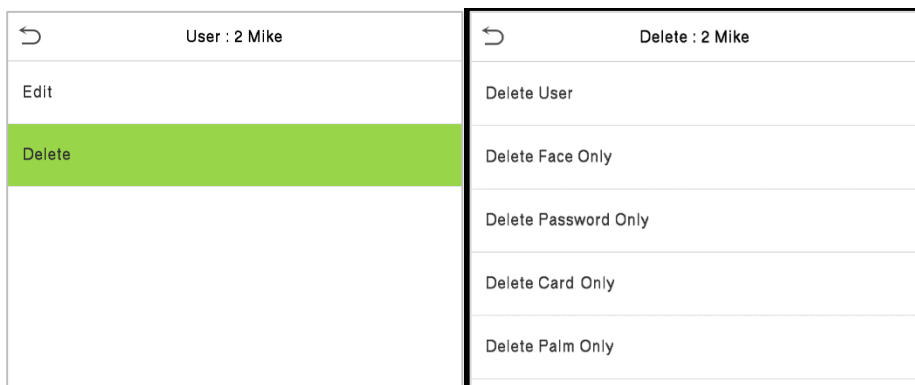 User : 2 Mike
Edit
Delete
Delete : 2 Mike
Delete User
Delete Face Only
Delete Password Only
Delete Card Only
Delete Palm Only